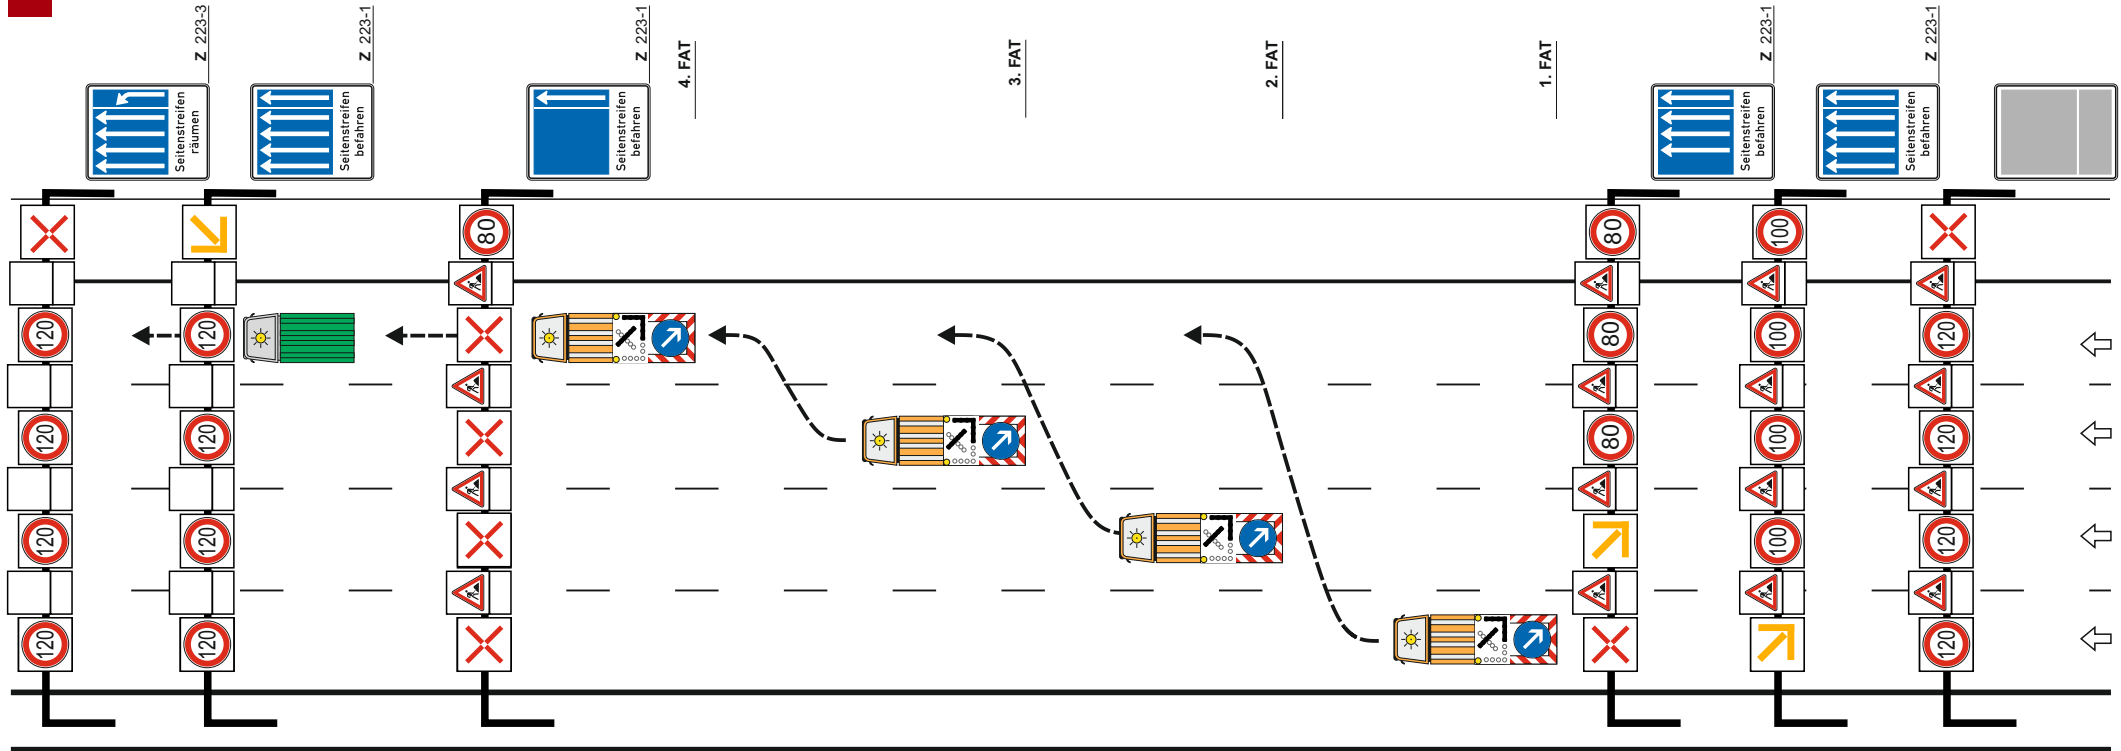 Z 223-3
Z 223-1
Z 223-1
4. FAT
3. FAT
2. FAT
1. FAT
Z 223-1
Z 223-1
Seitenstreifen
räumen
Seitenstreifen
befahren
Seitenstreifen
befahren
Seitenstreifen
befahren
Seitenstreifen
befahren
80
80
100
120
120
80
100
120
120
120
80
100
120
120
120
100
120
120
120
120